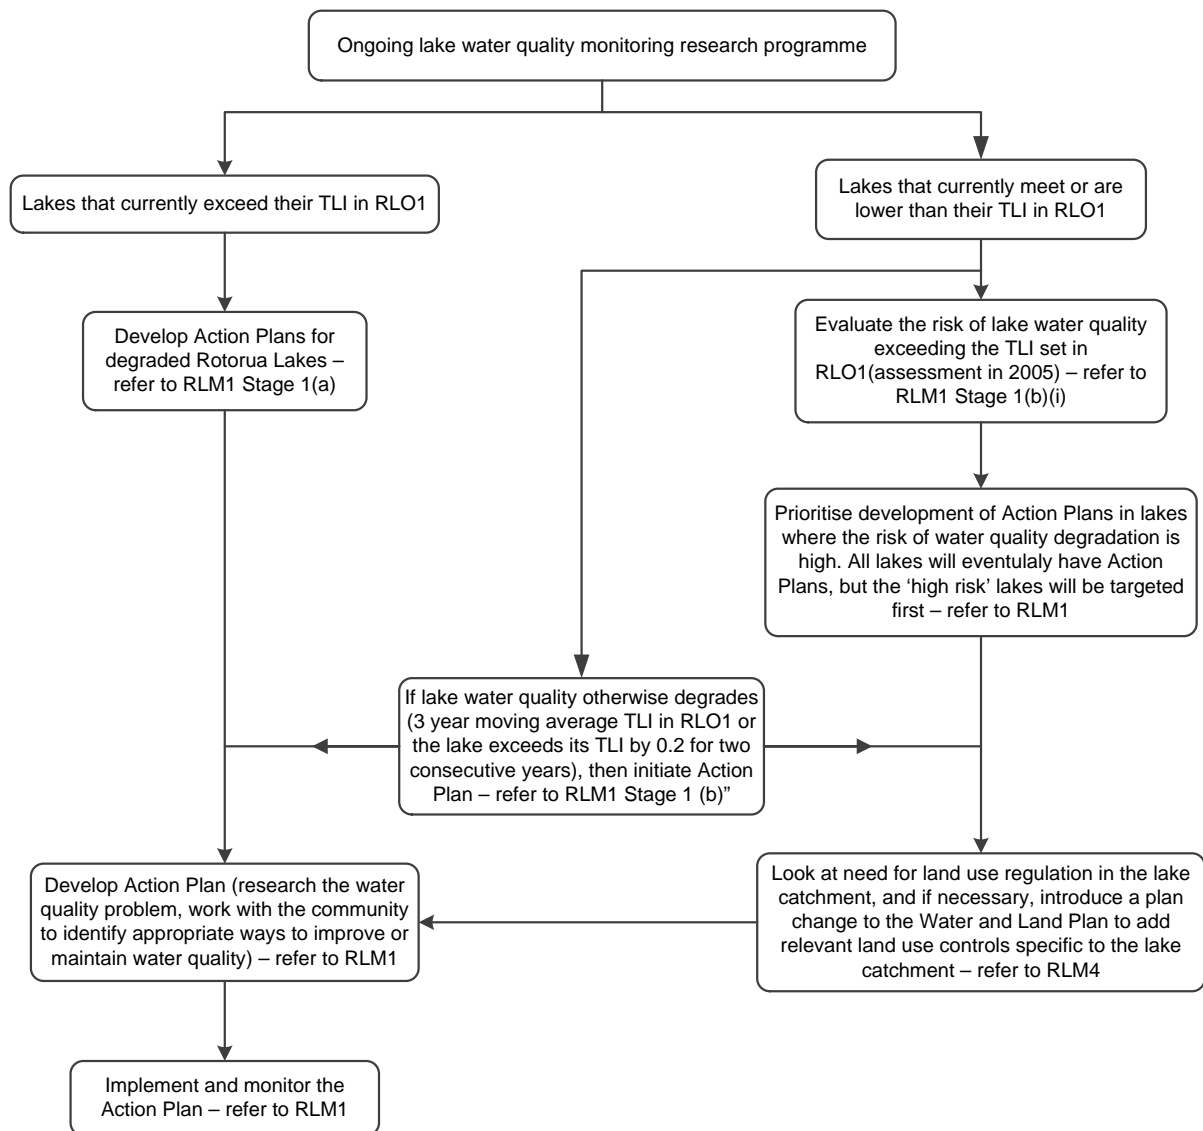 Ongoing lake water quality monitoring research programme
Lakes that currently exceed their TLI in RLO1
Lakes that currently meet or are
lower than their TLI in RLO1
Develop Action Plans for
degraded Rotorua Lakes –
refer to RLM1 Stage 1(a)
Evaluate the risk of lake water quality
exceeding the TLI set in
RLO1(assessment in 2005) – refer to
RLM1 Stage 1(b)(i)
Prioritise development of Action Plans in lakes
where the risk of water quality degradation is
high. All lakes will eventulaly have Action
Plans, but the ‘high risk’ lakes will be targeted
first – refer to RLM1
If lake water quality otherwise degrades
(3 year moving average TLI in RLO1 or
the lake exceeds its TLI by 0.2 for two
consecutive years), then initiate Action
Plan – refer to RLM1 Stage 1 (b)”
Develop Action Plan (research the water
quality problem, work with the community
to identify appropriate ways to improve or
maintain water quality) – refer to RLM1
Look at need for land use regulation in the lake
catchment, and if necessary, introduce a plan
change to the Water and Land Plan to add
relevant land use controls specific to the lake
catchment – refer to RLM4
Implement and monitor the
Action Plan – refer to RLM1